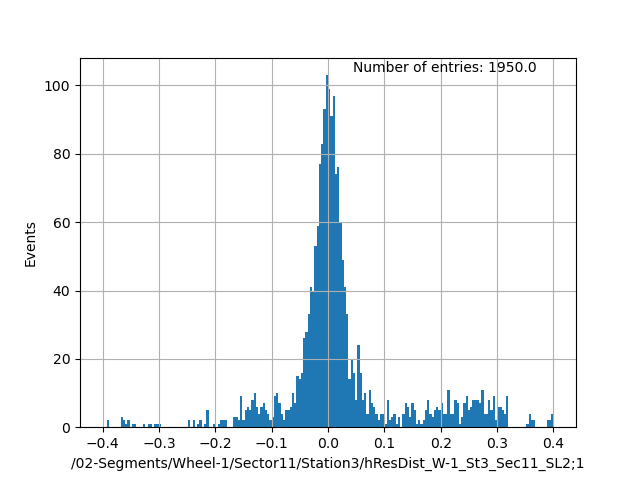 Number of entries: 1950.0
100
80
60
40
20
0
Events
−0.4 −0.3 −0.2 −0.1 0.0 0.1 0.2 0.3 0.4
/02-Segments/Wheel-1/Sector11/Station3/hResDist_W-1_St3_Sec11_SL2;1